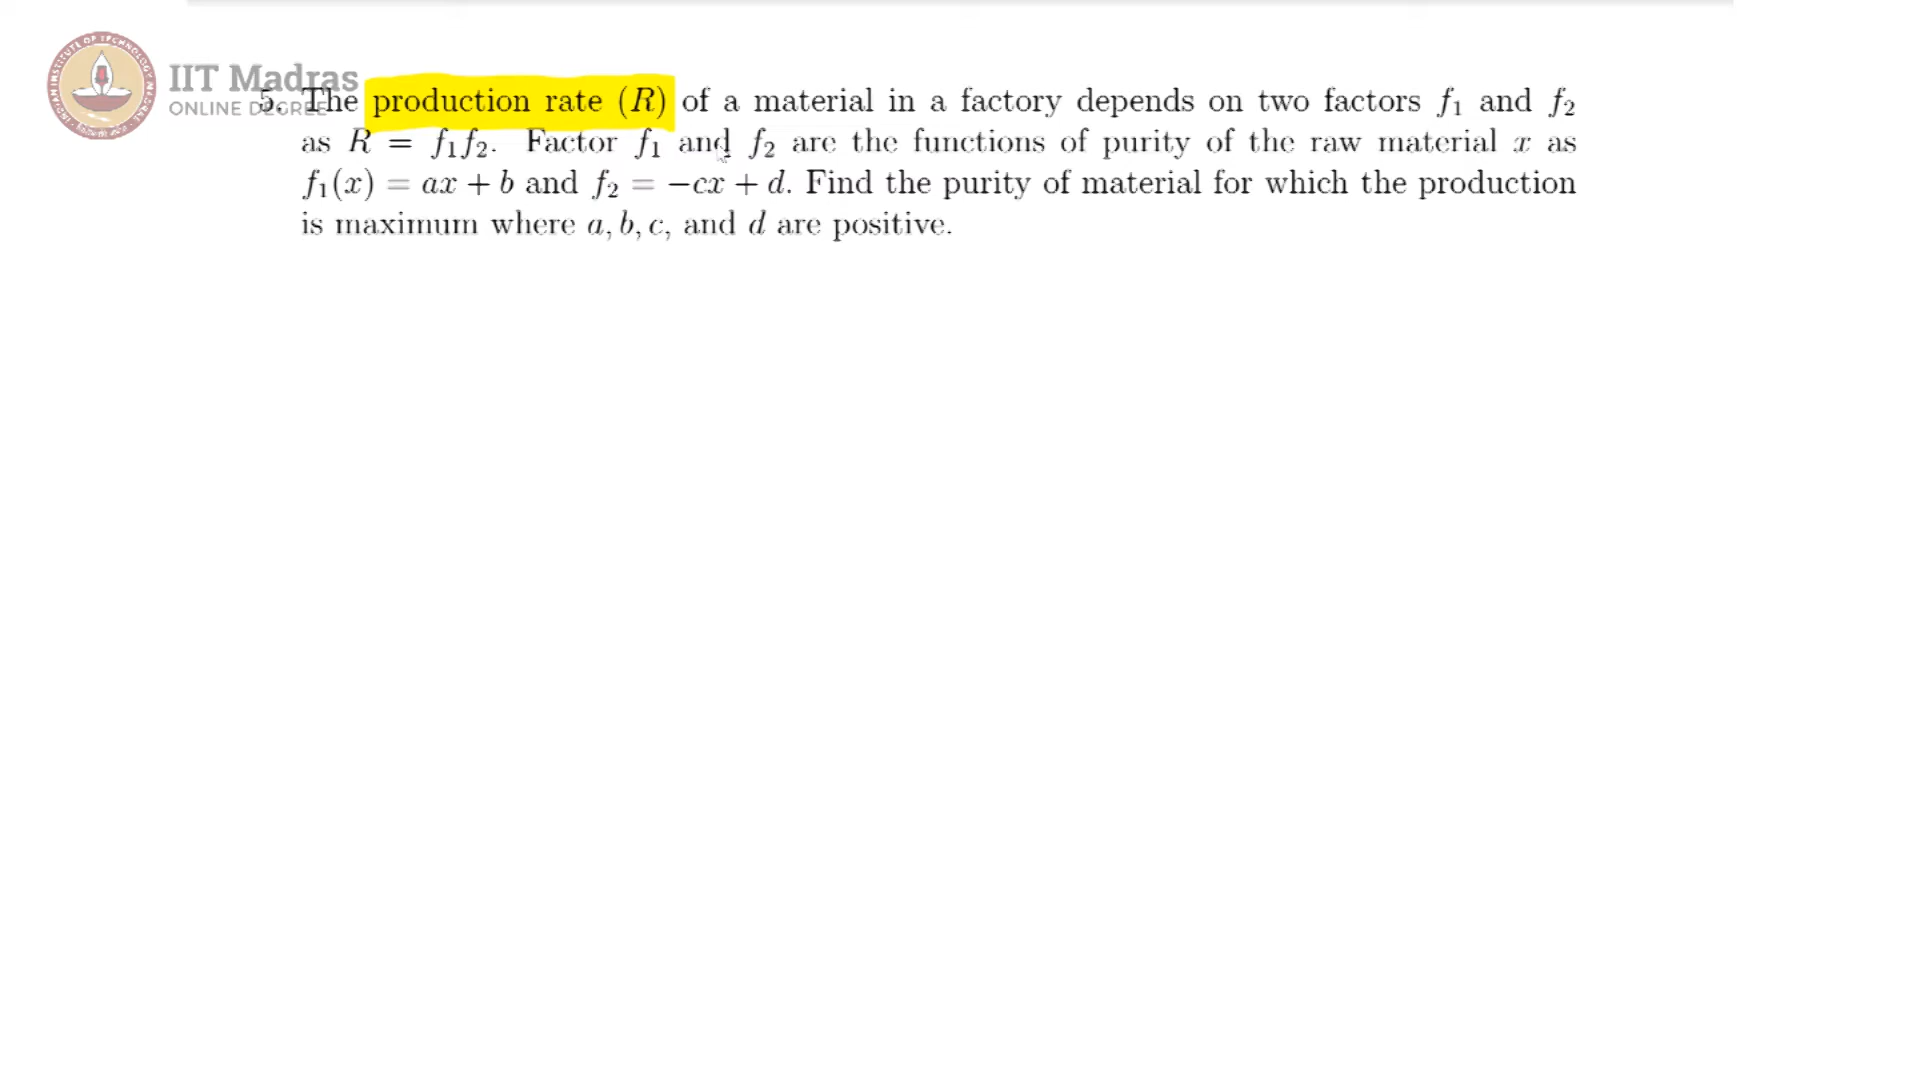 IIT Madras
ONLINE DEGREE
5. The production rate (R) of a material in a factory depends on two factors f₁ and f₂
as R = f₁f₂. Factor f₁ and f₂ are the functions of purity of the raw material x as
f₁(x) = ax + b and f₂ = −cx + d. Find the purity of material for which the production
is maximum where a, b, c, and d are positive.